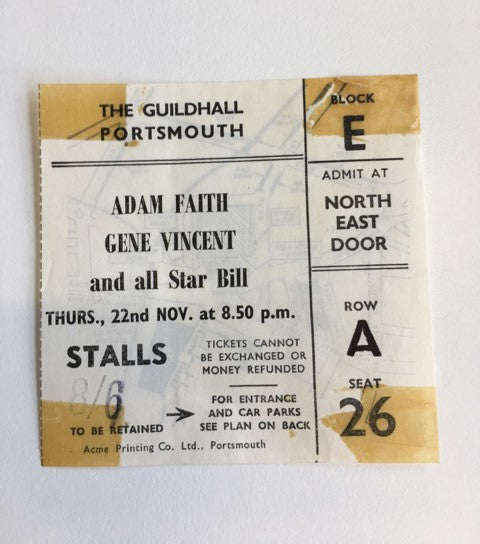 THE GUILDHALL
PORTSMOUTH
ADAM FAITH
GENE VINCENT
and all Star Bill
THURS., 22nd NOV. at 8.50 p.m.
STALLS
8/6
TICKETS CANNOT
BE EXCHANGED OR
MONEY REFUNDED
TO BE RETAINED
FOR ENTRANCE
AND CAR PARKS
SEE PLAN ON BACK
Acme Printing Co. Ltd., Portsmouth
BLOCK
E
ADMIT AT
NORTH
EAST
DOOR
ROW
A
SEAT
26